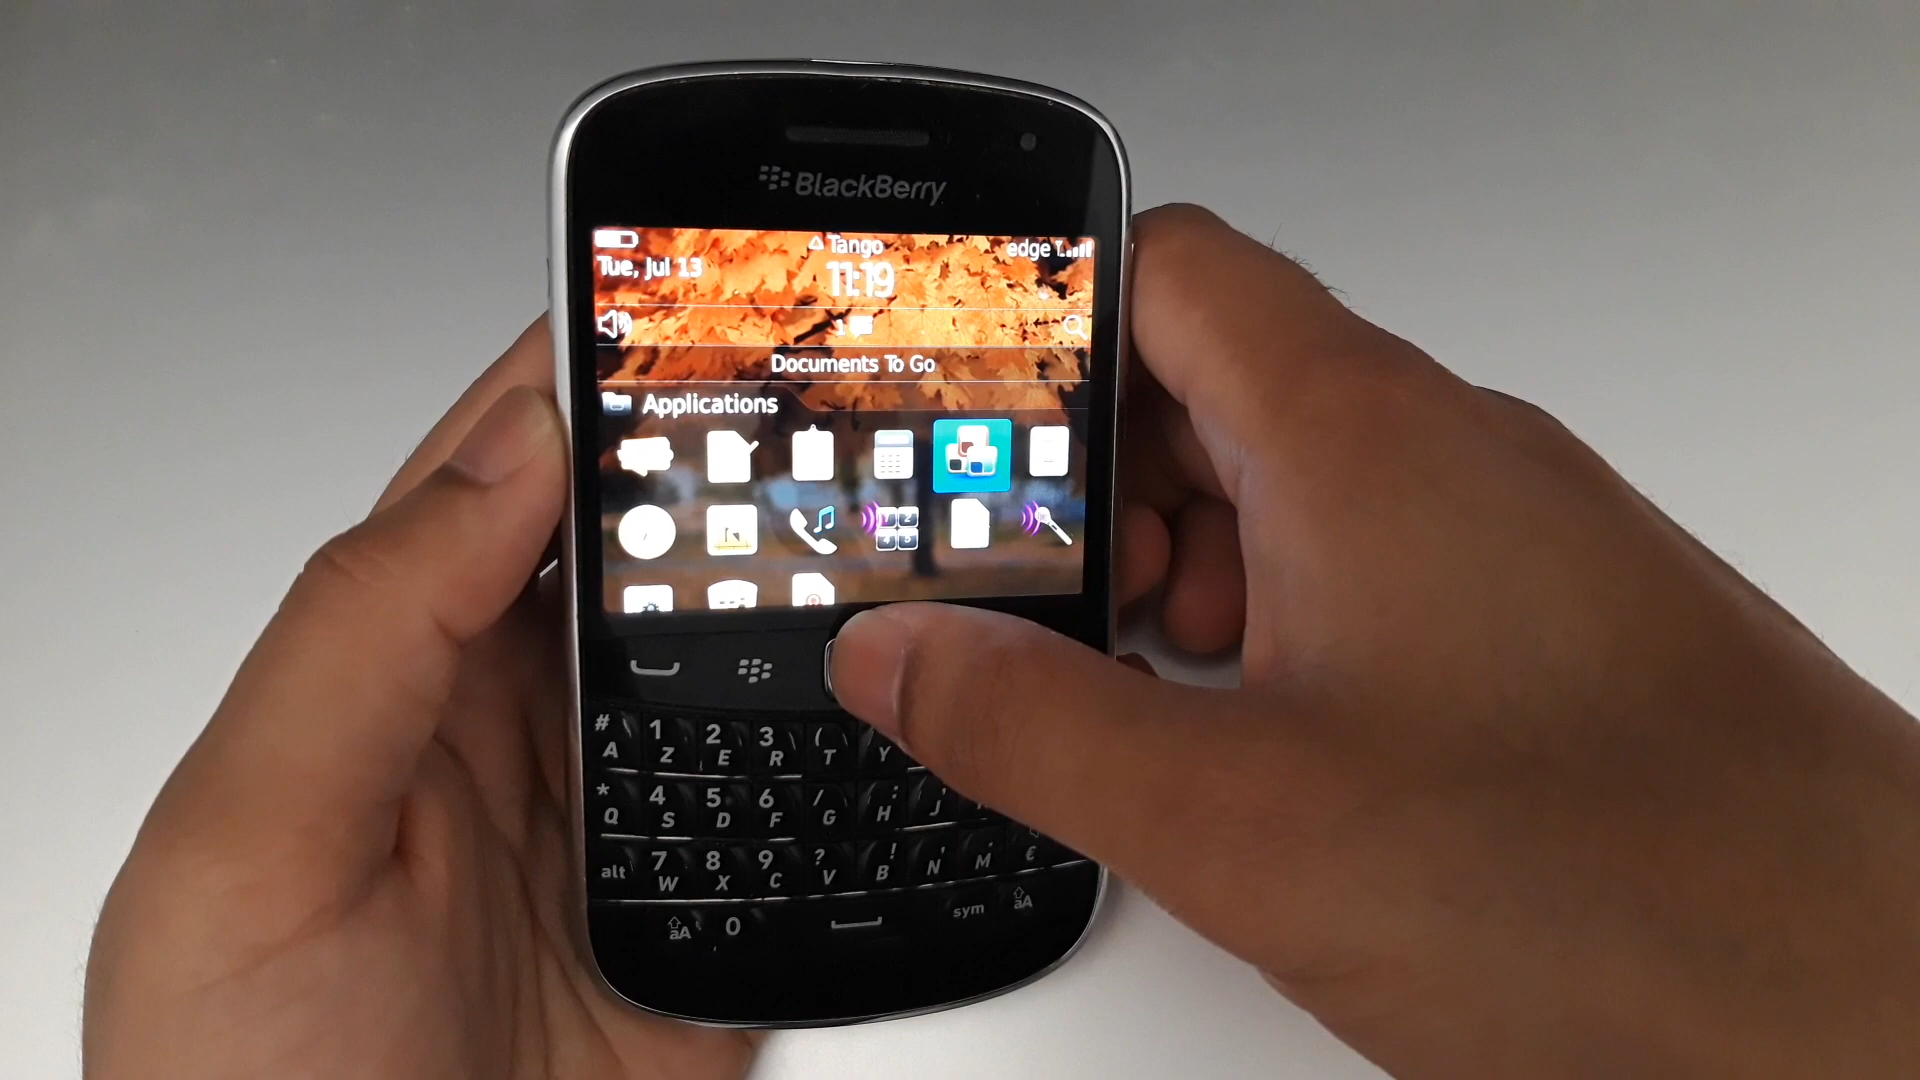 BlackBerry
Tango
edge
Tue, Jul 13
11:19
1
Documents To Go
Applications
# 1 2 3 (
A Z E R T Y
* 4 5 6 / :
Q S D F G H J
7 8 9 ? ! , .
alt W X C V B N M €
aA 0 sym aA